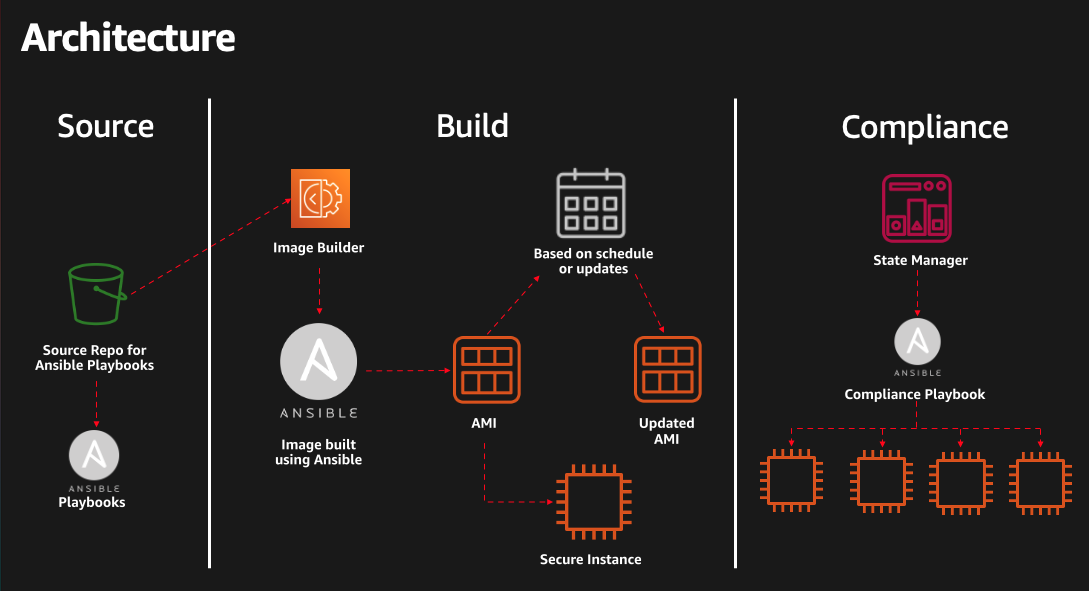 Architecture
Source
Source Repo for
Ansible Playbooks
ANSIBLE
Playbooks
Build
Image Builder
ANSIBLE
Image built
using Ansible
AMI
Based on schedule
or updates
Updated
AMI
Secure Instance
Compliance
State Manager
ANSIBLE
Compliance Playbook